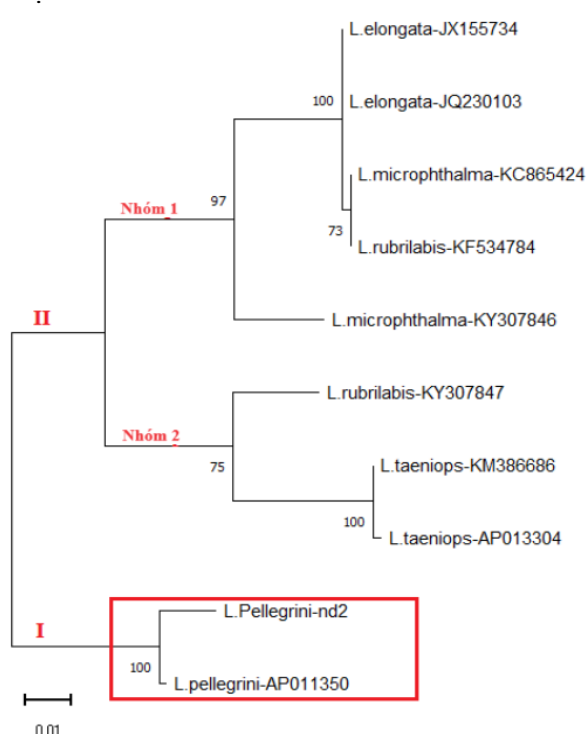 L.elongata-JX155734
100
L.elongata-JQ230103
L.microphthalma-KC865424
97
Nhóm 1
73
L.rubrilabis-KF534784
II
L.microphthalma-KY307846
L.rubrilabis-KY307847
Nhóm 2
75
L.taeniops-KM386686
100
L.taeniops-AP013304
L.Pellegrini-nd2
I
100
L.pellegrini-AP011350
0.01